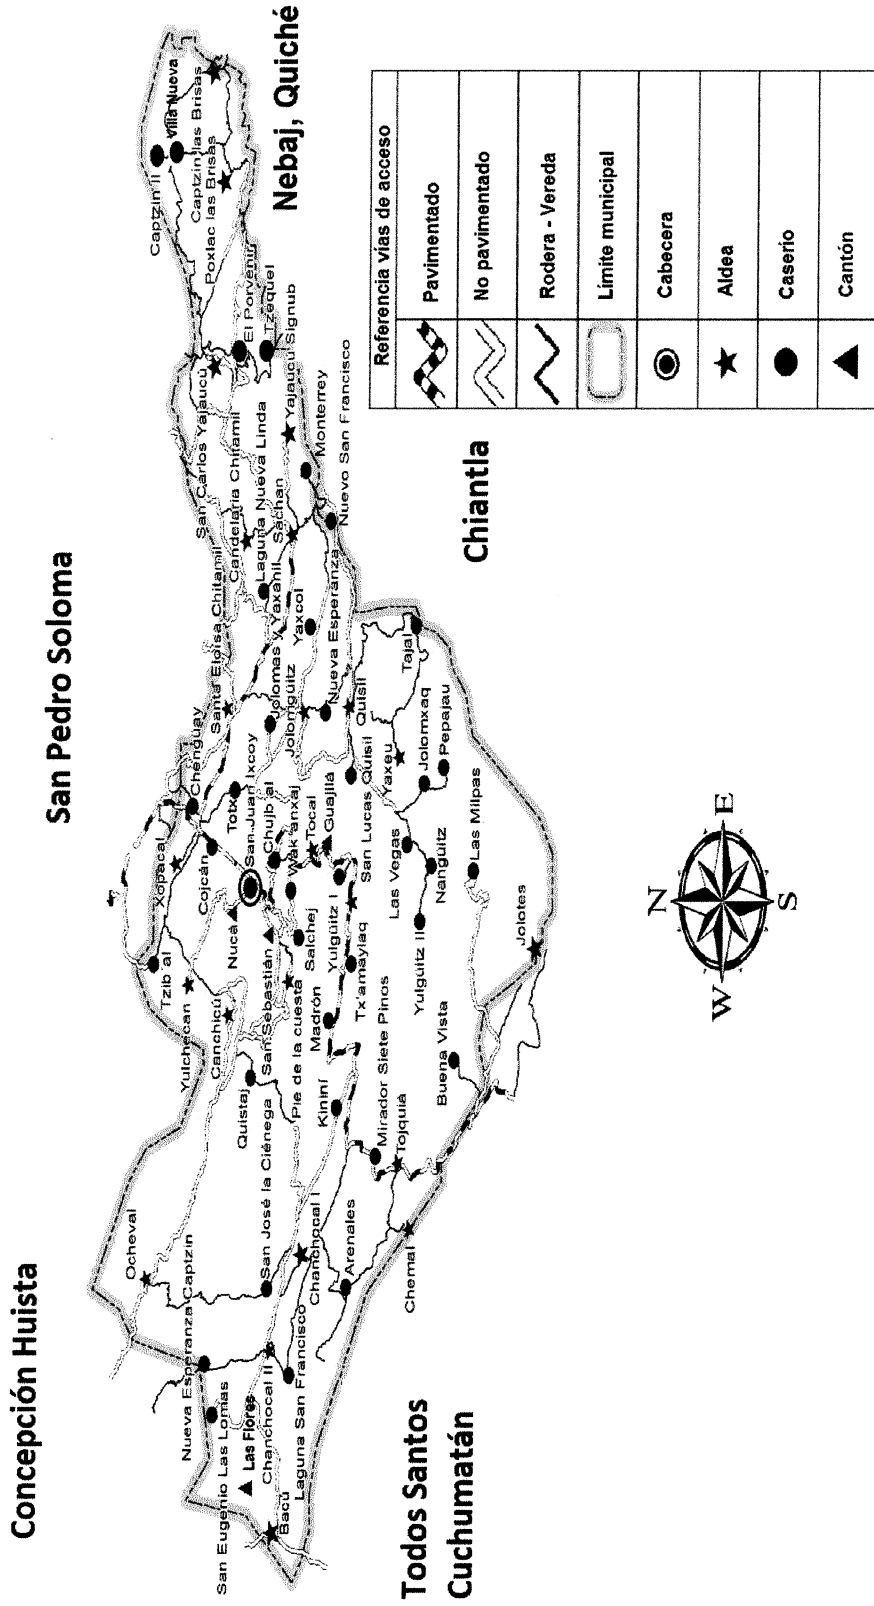 Concepción Huista
San Pedro Soloma
Nebaj, Quiché
Chiantla
Todos Santos
Cuchumatán
Captzin II
Villa Nueva
Captzin las Brisas
Poxlac las Brisas
El Porvenir
Tzequel
San Carlos Yajaucú
Yajaucú Signub
Candelaria Chitamil
Laguna Nueva Linda
Sachan
Monterrey
Nuevo San Francisco
Santa Eloísa Chitamil
Jolomas y Yaxanil
Yaxcol
Jolomgüitz
Nueva Esperanza
Quisil
Tajal
Chenguay
Totx
San Juan Ixcoy
Chujb'al
Wak'anxaj
Tocal
Guajilá
San Lucas Quisil
Yaxeu
Jolomxaq
Pepajau
Xopacal
Cojcán
Nucá
San Sebastián
Salchej
Yulgüitz I
Tx'amaylaq
Las Vegas
Nangüitz
Yulgüitz II
Las Milpas
Jolotes
Tzib'al
Yulchecan
Canchicú
Quistaj
Pie de la cuesta
Madrón
Kininí
Mirador Siete Pinos
Tojquiá
Buena Vista
Ocheval
San José la Ciénega
Chanchocal I
Arenales
Chemal
Nueva Esperanza Captzin
San Eugenio Las Lomas
Las Flores
Chanchocal II
Laguna San Francisco
Bacú
Referencia vías de acceso
Pavimentado
No pavimentado
Rodera - Vereda
Límite municipal
Cabecera
Aldea
Caserío
Cantón
N
E
S
W